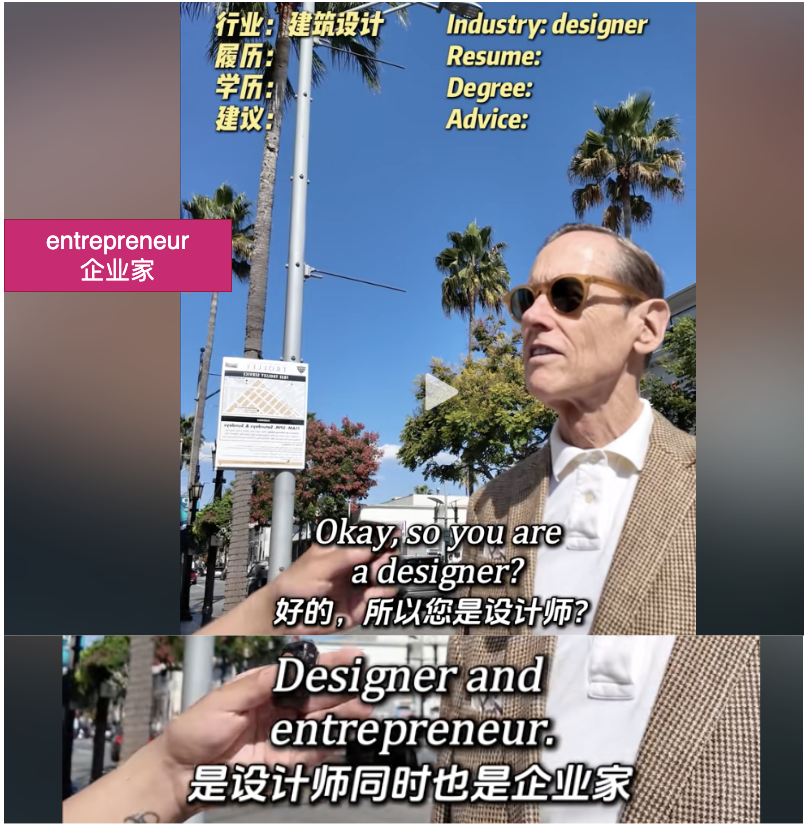 行业：建筑设计
履历：
学历：
建议：
Industry: designer
Resume:
Degree:
Advice:
entrepreneur
企业家
Okay, so you are
a designer?
好的，所以您是设计师？
Designer and
entrepreneur.
是设计师同时也是企业家